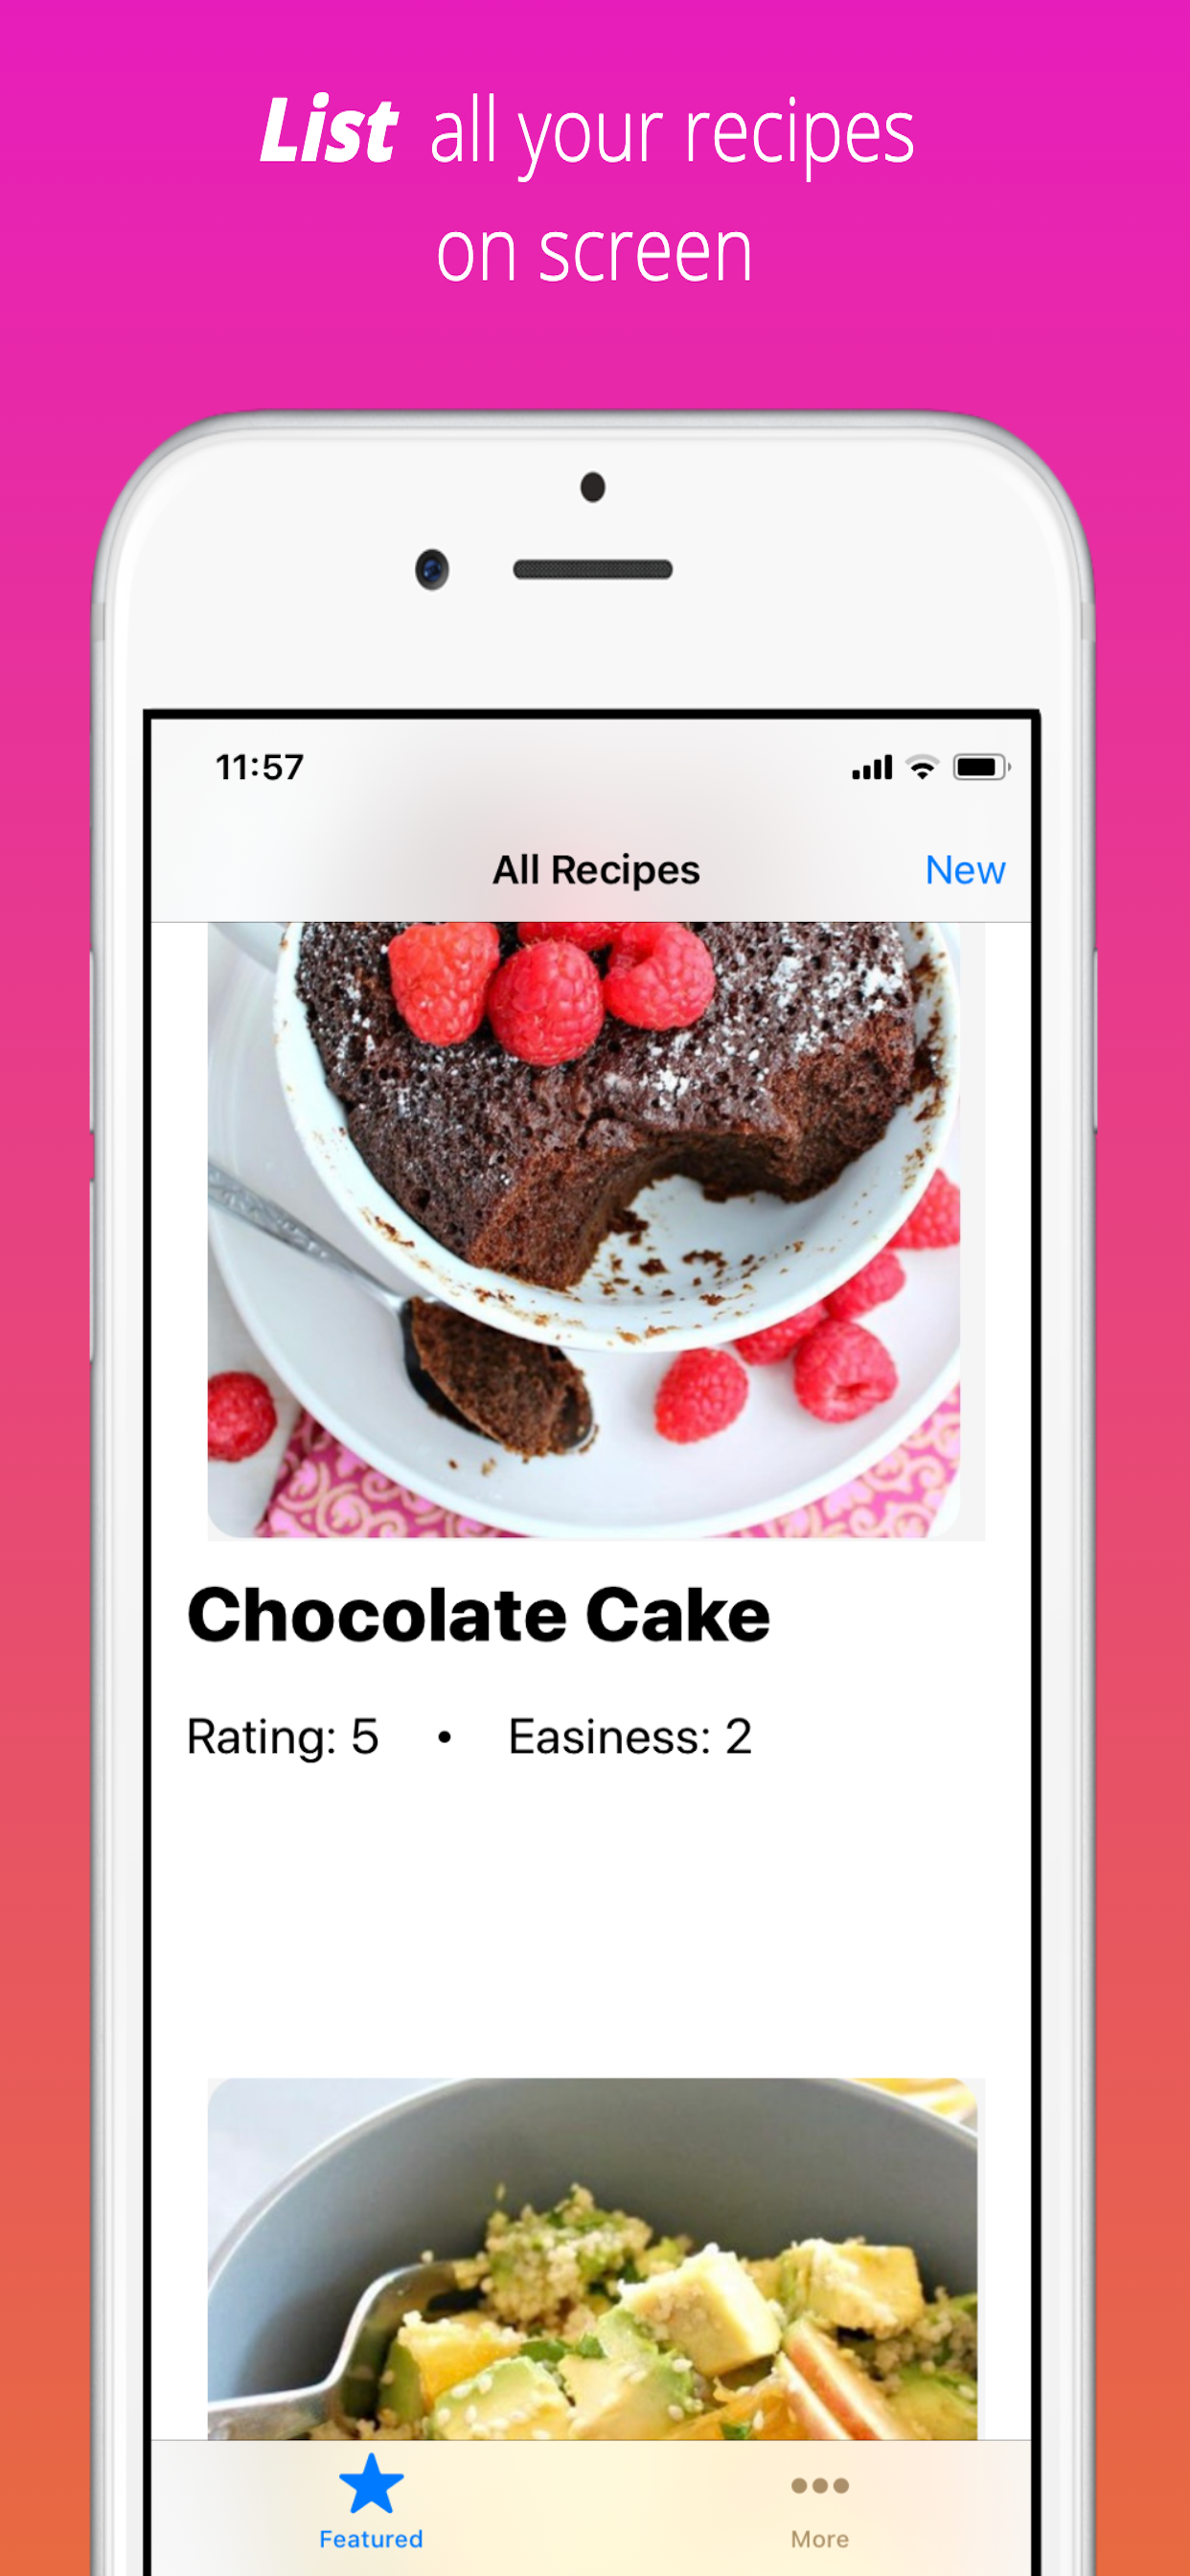 List all your recipes
on screen
11:57
All Recipes New
Chocolate Cake
Rating: 5 • Easiness: 2
Featured More